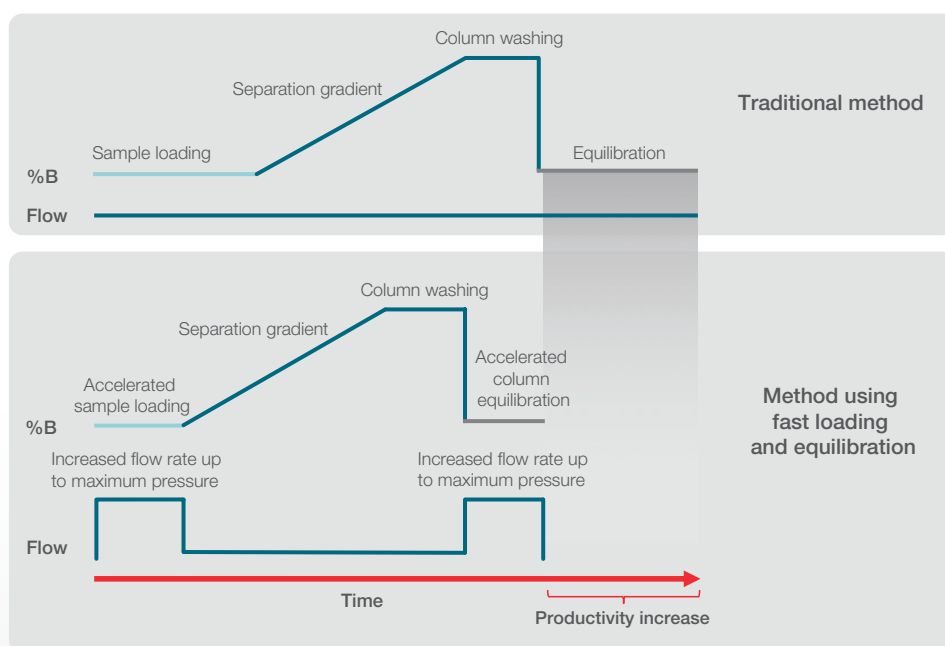 Column washing
Separation gradient
Traditional method
Sample loading
Equilibration
%B
Flow
Column washing
Separation gradient
Accelerated
sample loading
Accelerated
column
equilibration
Method using
fast loading
and equilibration
%B
Increased flow rate up
to maximum pressure
Increased flow rate up
to maximum pressure
Flow
Time
Productivity increase